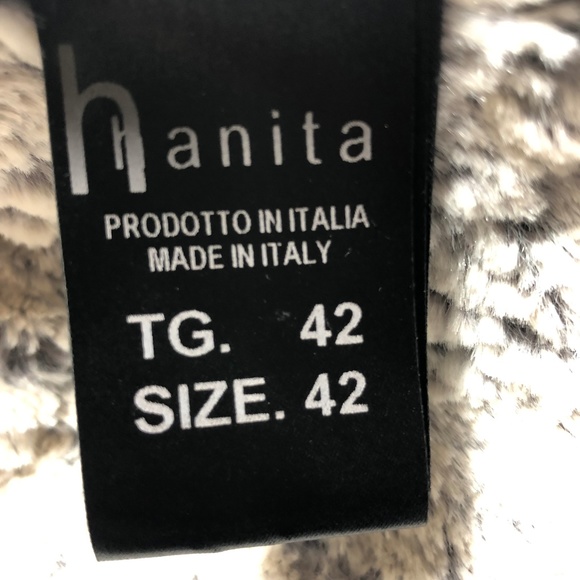 hanita
PRODOTTO IN ITALIA
MADE IN ITALY
TG. 42
SIZE. 42